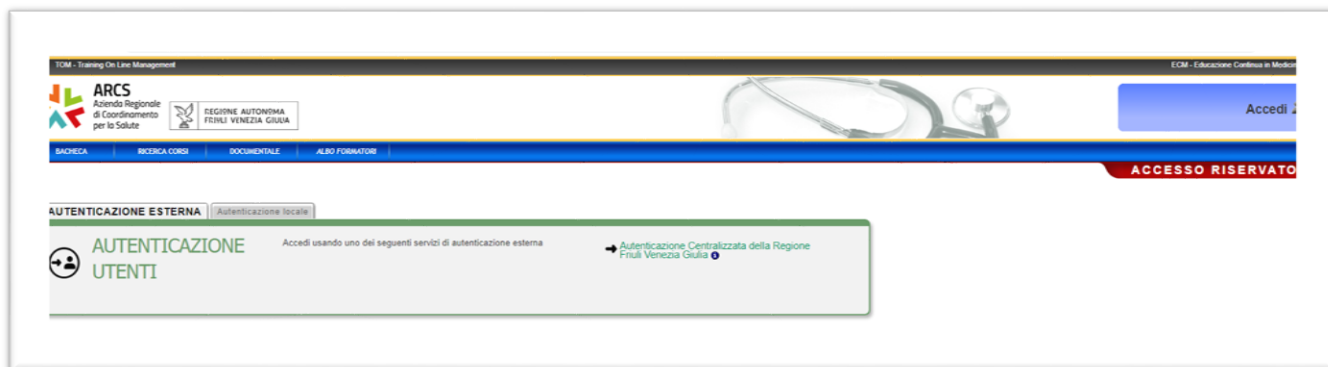 TOM - Training On Line Management
ECM - Educazione Continua in Medicin
ARCS
Azienda Regionale
di Coordinamento
per la Salute
REGIONE AUTONOMA
FRIULI VENEZIA GIULIA
Accedi
BACHECA RICERCA CORSI DOCUMENTALE ALBO FORMATORI
ACCESSO RISERVATO
AUTENTICAZIONE ESTERNA Autenticazione locale
AUTENTICAZIONE
UTENTI
Accedi usando uno dei seguenti servizi di autenticazione esterna
Autenticazione Centralizzata della Regione
Friuli Venezia Giulia